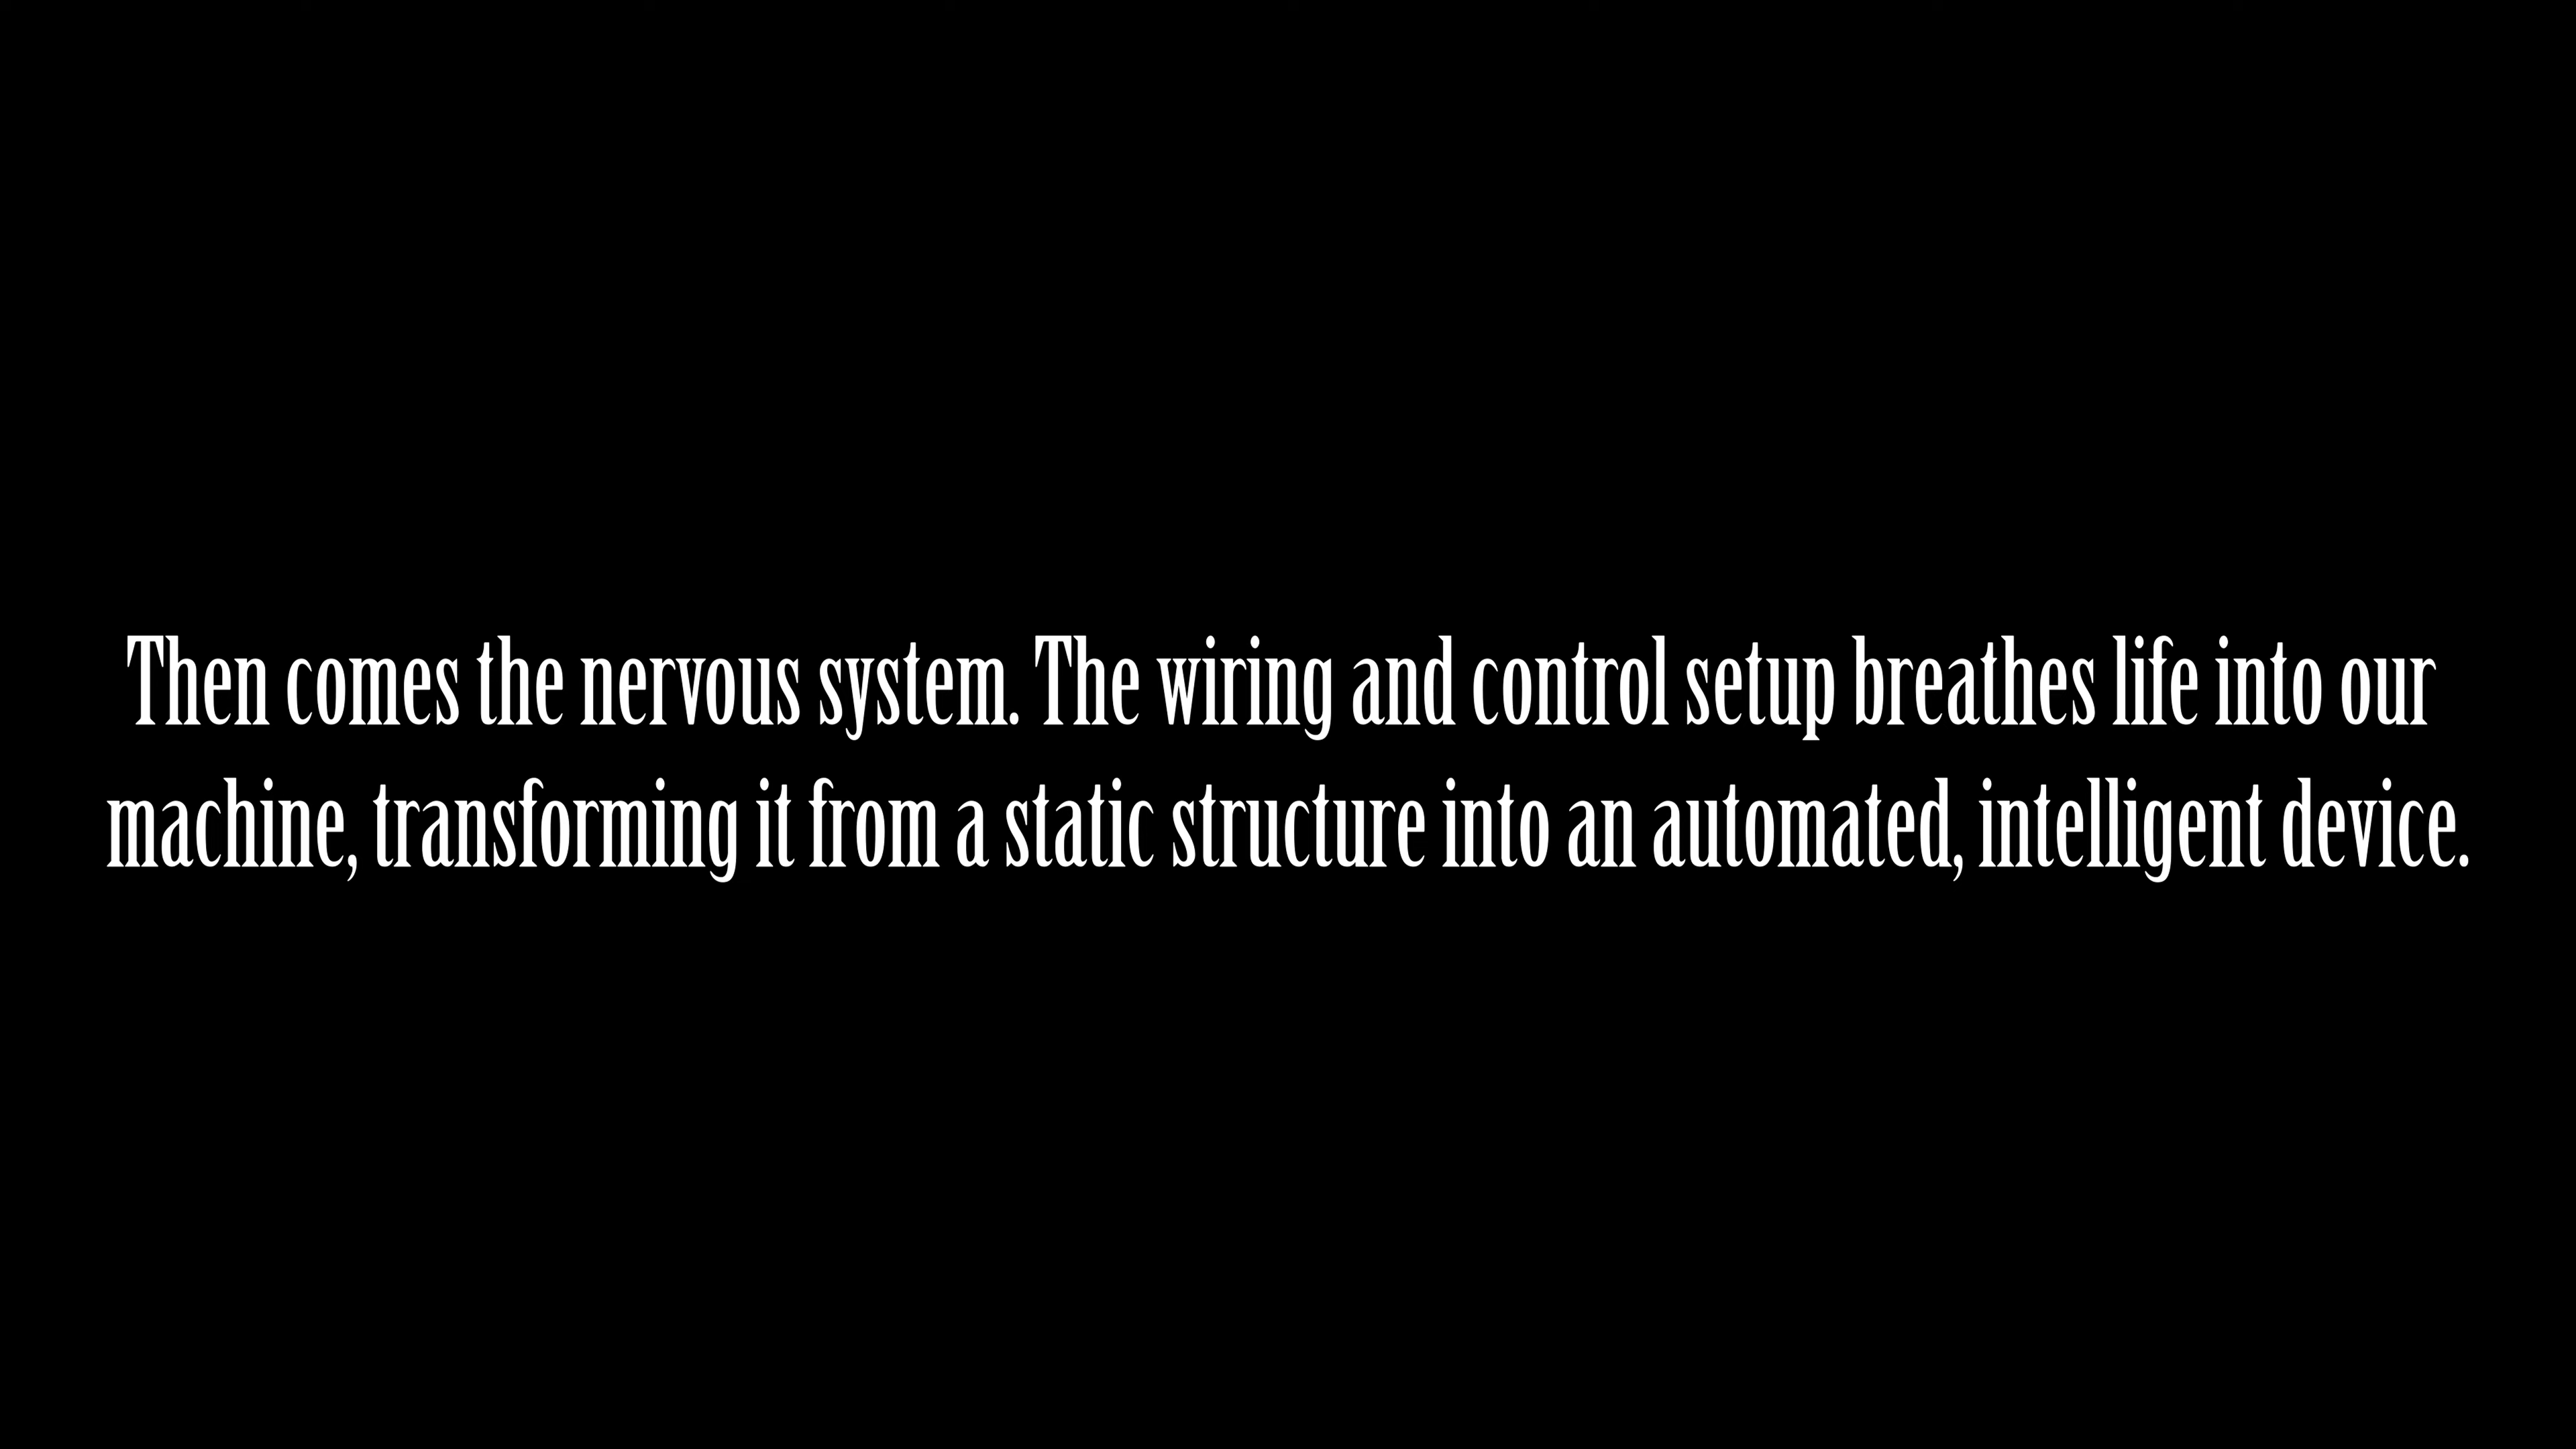 Then comes the nervous system. The wiring and control setup breathes life into our
machine, transforming it from a static structure into an automated, intelligent device.